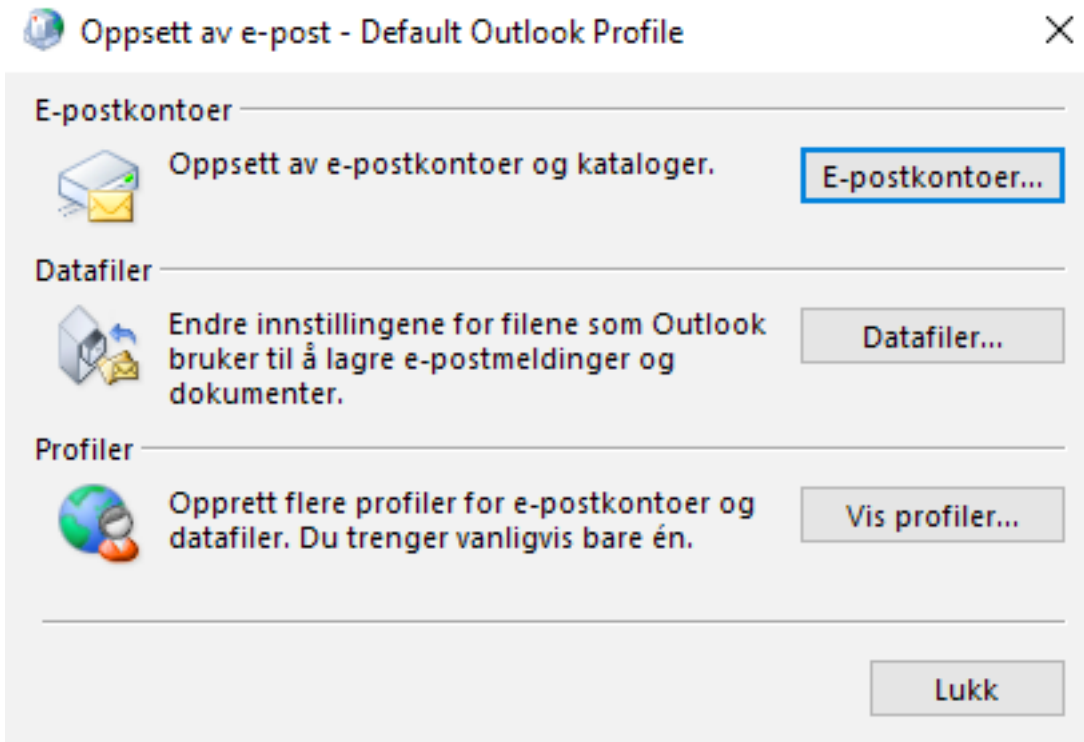 Oppsett av e-post - Default Outlook Profile
E-postkontoer
Oppsett av e-postkontoer og kataloger.
E-postkontoer...
Datafiler
Endre innstillingene for filene som Outlook
bruker til å lagre e-postmeldinger og
dokumenter.
Datafiler...
Profiler
Opprett flere profiler for e-postkontoer og
datafiler. Du trenger vanligvis bare én.
Vis profiler...
Lukk